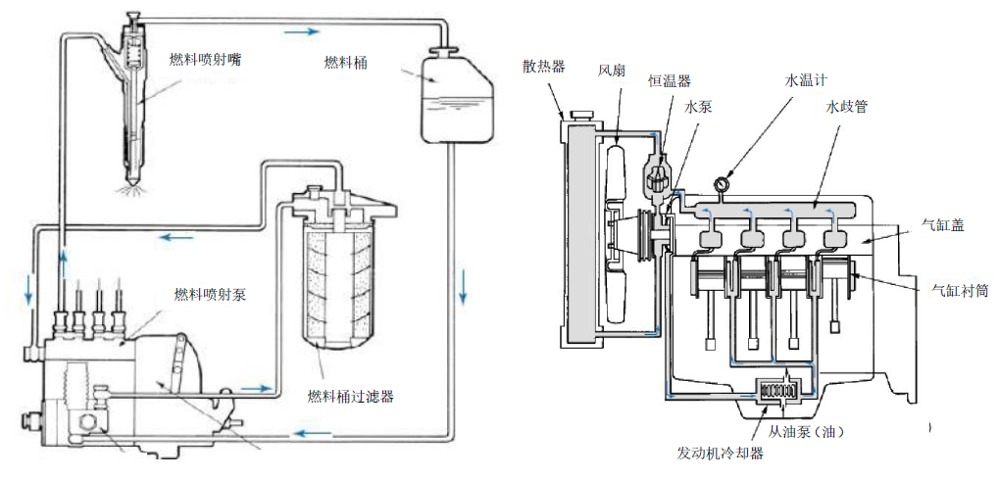 燃料喷射嘴
燃料桶
燃料喷射泵
燃料桶过滤器
散热器
风扇
恒温器
水泵
水温计
水歧管
气缸盖
气缸衬筒
从油泵（油）
发动机冷却器
)